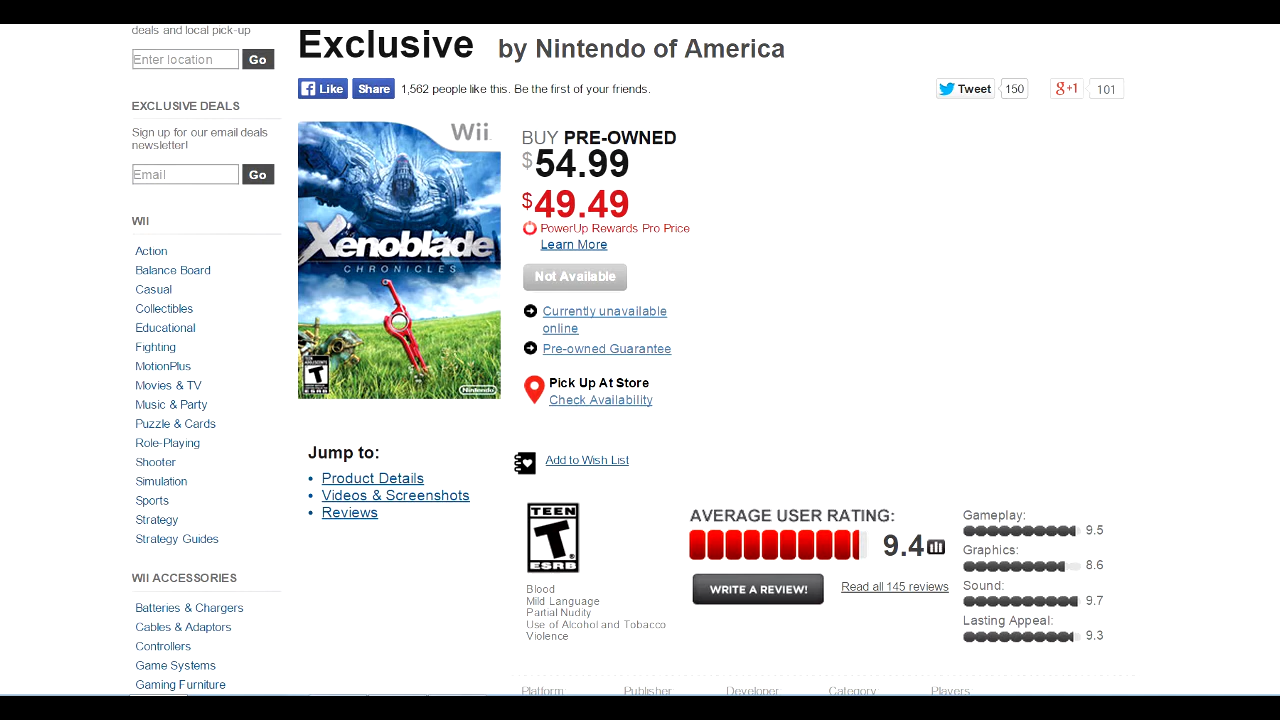 deals and local pick-up
Enter location
Go
EXCLUSIVE DEALS
Sign up for our email deals
newsletter!
Email
Go
WII
Action
Balance Board
Casual
Collectibles
Educational
Fighting
MotionPlus
Movies & TV
Music & Party
Puzzle & Cards
Role-Playing
Shooter
Simulation
Sports
Strategy
Strategy Guides
WII ACCESSORIES
Batteries & Chargers
Cables & Adaptors
Controllers
Game Systems
Gaming Furniture
Exclusive by Nintendo of America
Like Share 1,562 people like this. Be the first of your friends.
Tweet 150
g+1 101
Wii
Xenoblade
CHRONICLES
TEEN
T
ESRB
Nintendo
BUY PRE-OWNED
$54.99
$49.49
PowerUp Rewards Pro Price
Learn More
Not Available
Currently unavailable
online
Pre-owned Guarantee
Pick Up At Store
Check Availability
Jump to:
• Product Details
• Videos & Screenshots
• Reviews
Add to Wish List
TEEN
T
ESRB
Blood
Mild Language
Partial Nudity
Use of Alcohol and Tobacco
Violence
AVERAGE USER RATING:
9.4
WRITE A REVIEW!
Read all 145 reviews
Gameplay:
9.5
Graphics:
8.6
Sound:
9.7
Lasting Appeal:
9.3
Platform Publisher Developer Category Players